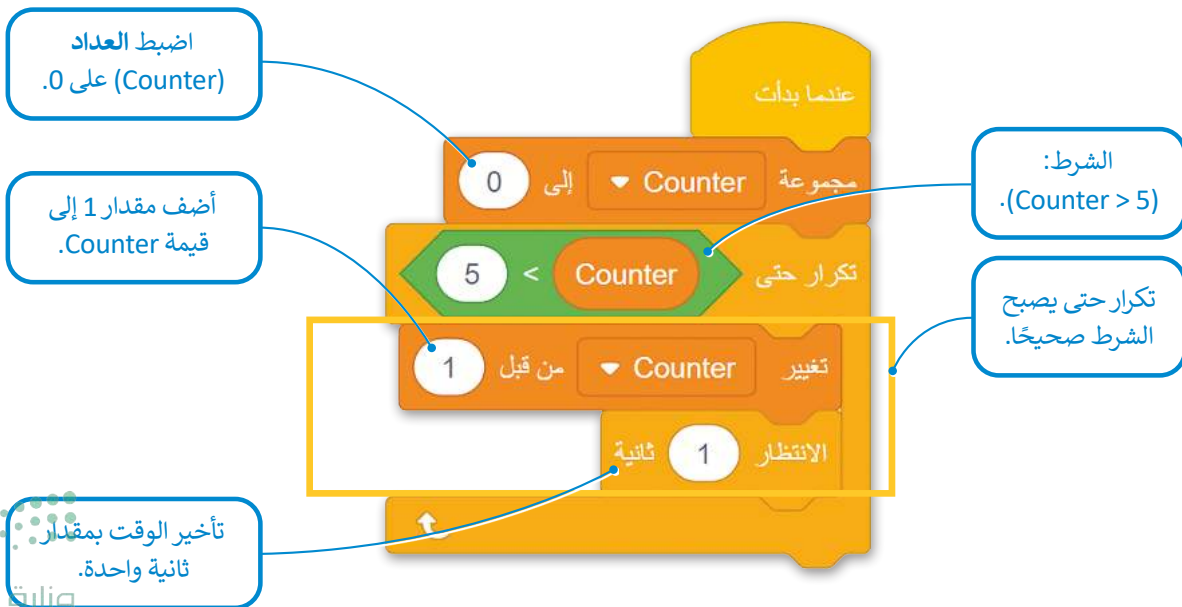 اضبط العداد
(Counter) على 0.
عندما بدأت
مجموعة Counter إلى 0
الشرط:
(Counter > 5).
أضف مقدار 1 إلى
قيمة Counter.
تكرار حتى Counter > 5
تكرار حتى يصبح
الشرط صحيحًا.
تغيير Counter من قبل 1
الانتظار 1 ثانية
تأخير الوقت بمقدار
ثانية واحدة.